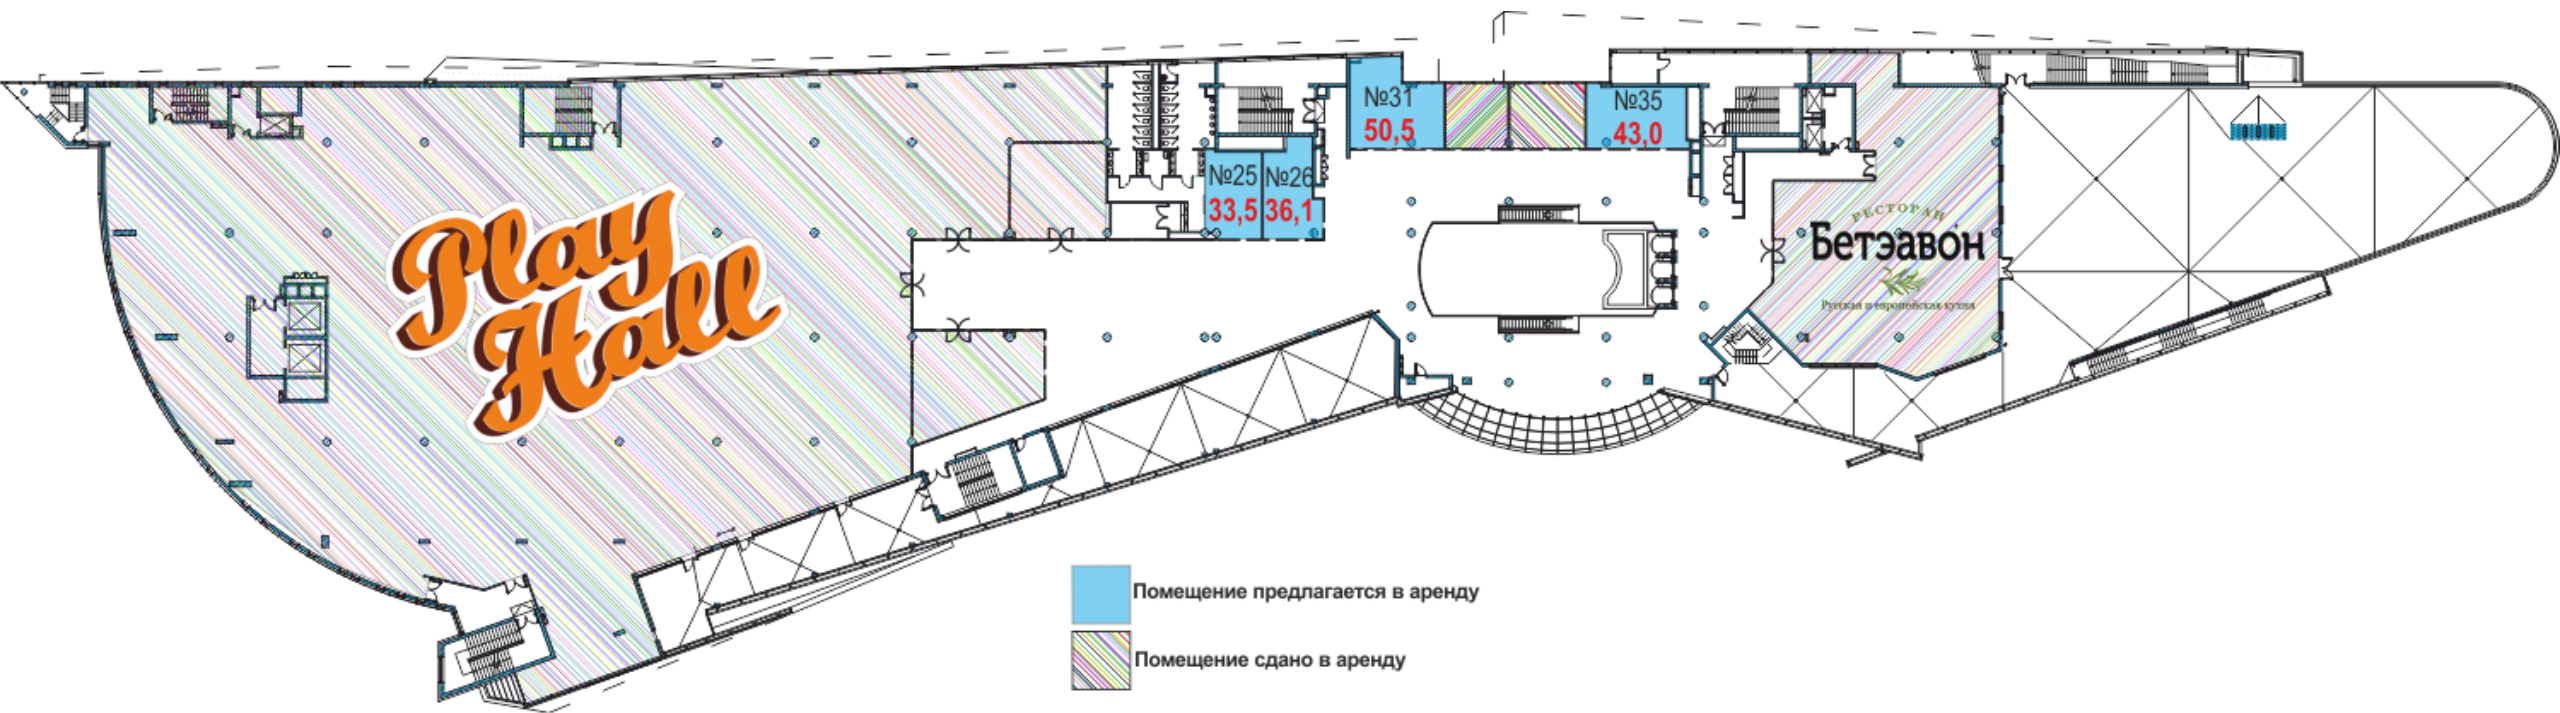 Play
Hall
№25
33,5
№26
36,1
№31
50,5
№35
43,0
РЕСТОРАН
Бетэавон
Русская и европейская кухня
Помещение предлагается в аренду
Помещение сдано в аренду